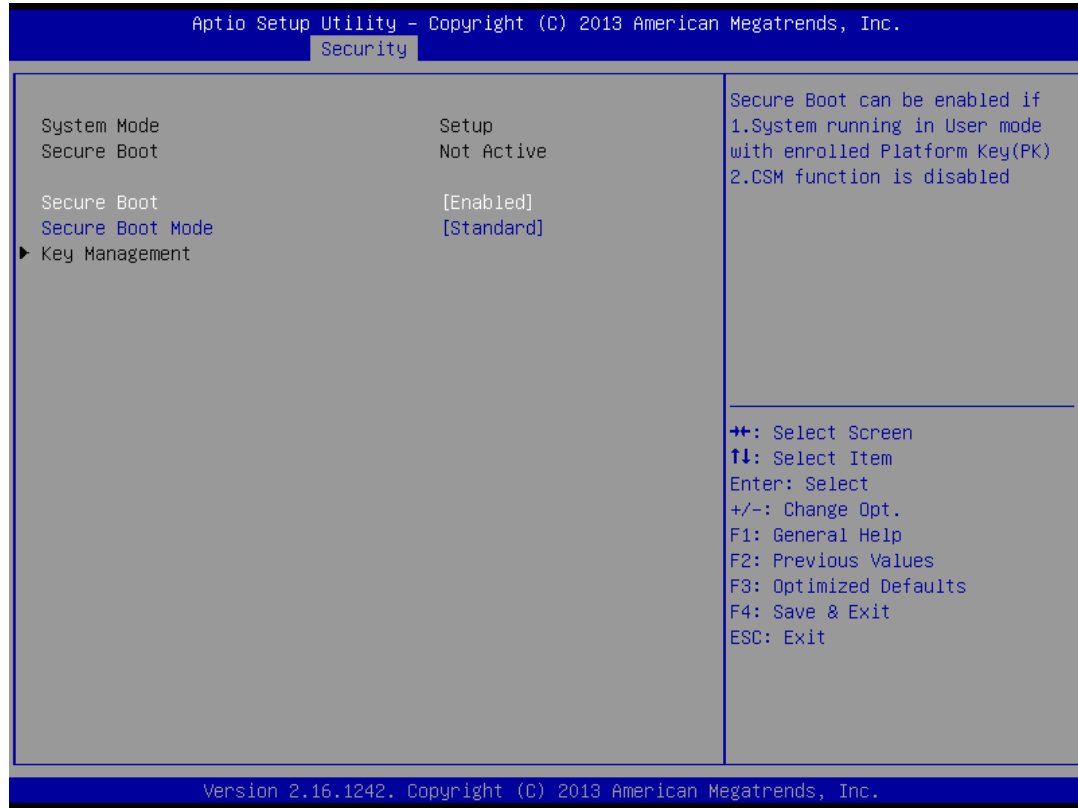 Aptio Setup Utility – Copyright (C) 2013 American Megatrends, Inc.
Security
System Mode Setup
Secure Boot Not Active
Secure Boot [Enabled]
Secure Boot Mode [Standard]
▶ Key Management
Secure Boot can be enabled if
1.System running in User mode
with enrolled Platform Key(PK)
2.CSM function is disabled
→←: Select Screen
↑↓: Select Item
Enter: Select
+/-: Change Opt.
F1: General Help
F2: Previous Values
F3: Optimized Defaults
F4: Save & Exit
ESC: Exit
Version 2.16.1242. Copyright (C) 2013 American Megatrends, Inc.